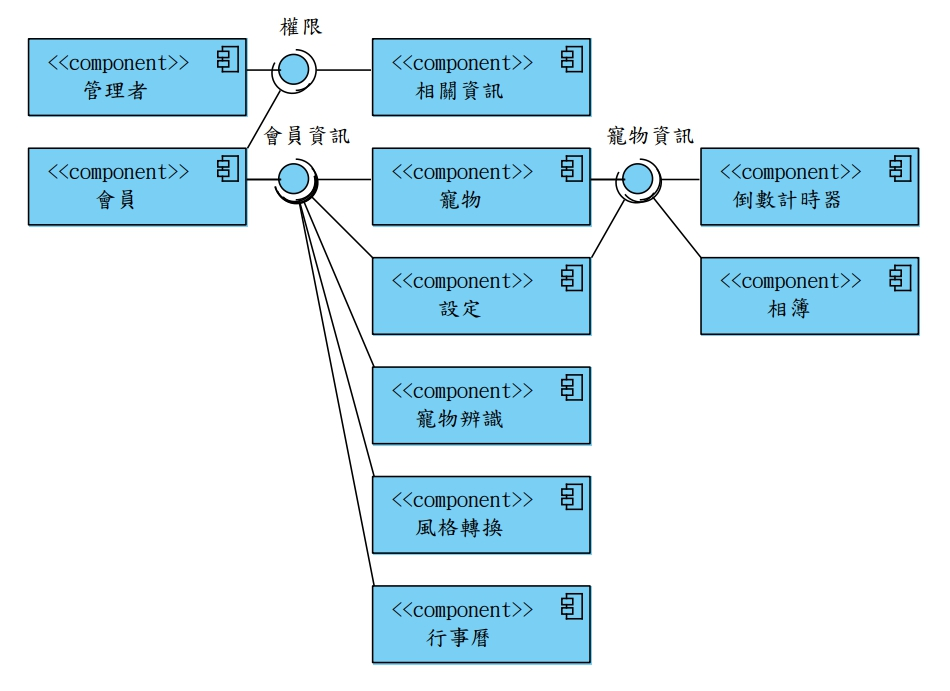 權限
<<component>>
管理者
<<component>>
相關資訊
會員資訊
寵物資訊
<<component>>
會員
<<component>>
寵物
<<component>>
倒數計時器
<<component>>
設定
<<component>>
相簿
<<component>>
寵物辨識
<<component>>
風格轉換
<<component>>
行事曆